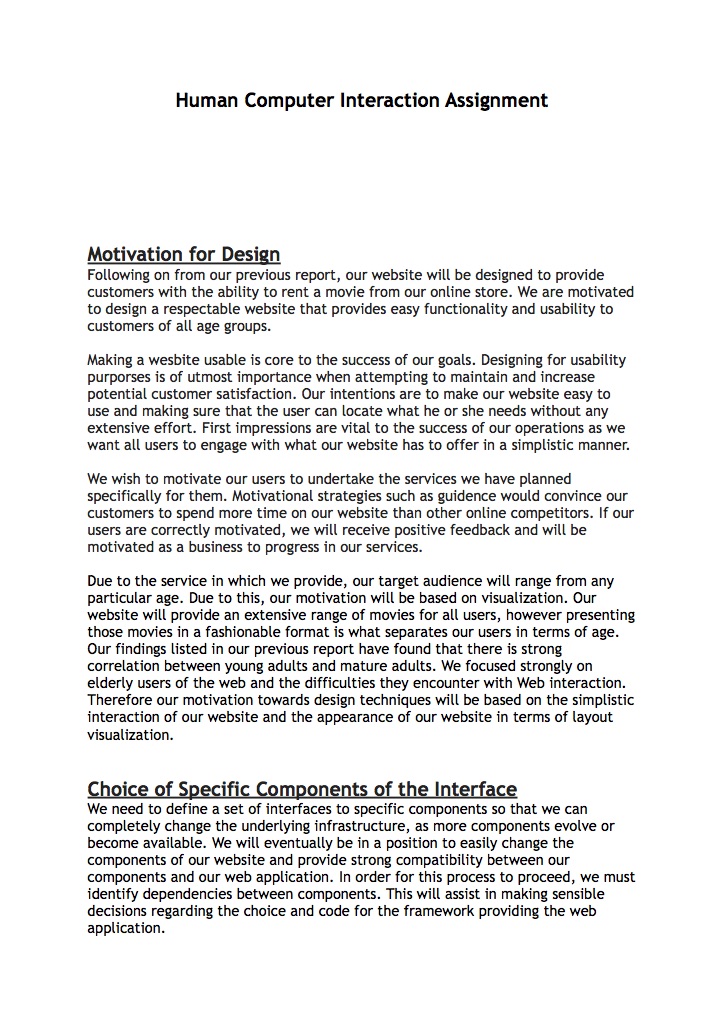 Human Computer Interaction Assignment
Motivation for Design
Following on from our previous report, our website will be designed to provide
customers with the ability to rent a movie from our online store. We are motivated
to design a respectable website that provides easy functionality and usability to
customers of all age groups.
Making a wesbite usable is core to the success of our goals. Designing for usability
purporses is of utmost importance when attempting to maintain and increase
potential customer satisfaction. Our intentions are to make our website easy to
use and making sure that the user can locate what he or she needs without any
extensive effort. First impressions are vital to the success of our operations as we
want all users to engage with what our website has to offer in a simplistic manner.
We wish to motivate our users to undertake the services we have planned
specifically for them. Motivational strategies such as guidence would convince our
customers to spend more time on our website than other online competitors. If our
users are correctly motivated, we will receive positive feedback and will be
motivated as a business to progress in our services.
Due to the service in which we provide, our target audience will range from any
particular age. Due to this, our motivation will be based on visualization. Our
website will provide an extensive range of movies for all users, however presenting
those movies in a fashionable format is what separates our users in terms of age.
Our findings listed in our previous report have found that there is strong
correlation between young adults and mature adults. We focused strongly on
elderly users of the web and the difficulties they encounter with Web interaction.
Therefore our motivation towards design techniques will be based on the simplistic
interaction of our website and the appearance of our website in terms of layout
visualization.
Choice of Specific Components of the Interface
We need to define a set of interfaces to specific components so that we can
completely change the underlying infrastructure, as more components evolve or
become available. We will eventually be in a position to easily change the
components of our website and provide strong compatibility between our
components and our web application. In order for this process to proceed, we must
identify dependencies between components. This will assist in making sensible
decisions regarding the choice and code for the framework providing the web
application.